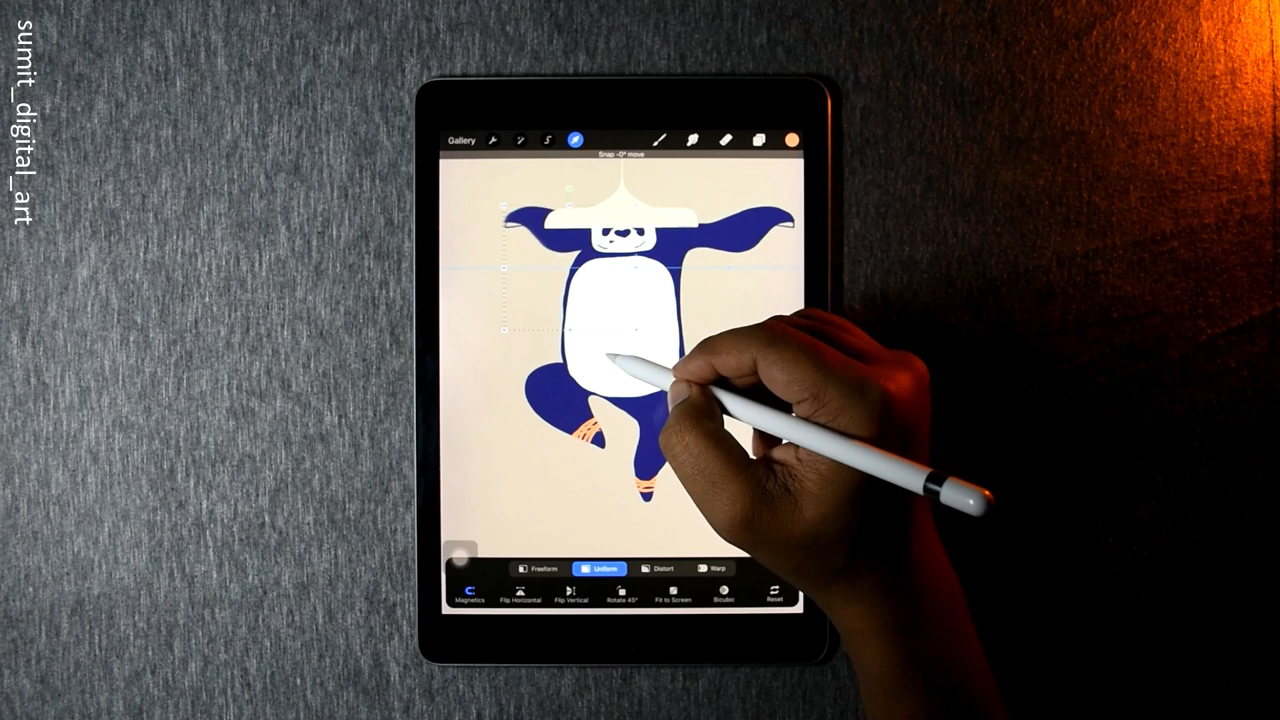 sumit_digital_art
Gallery
Snap -0° move
Freeform Uniform Distort Warp
Magnetics Flip Horizontal Flip Vertical Rotate 45° Fit to Screen Bicubic Reset